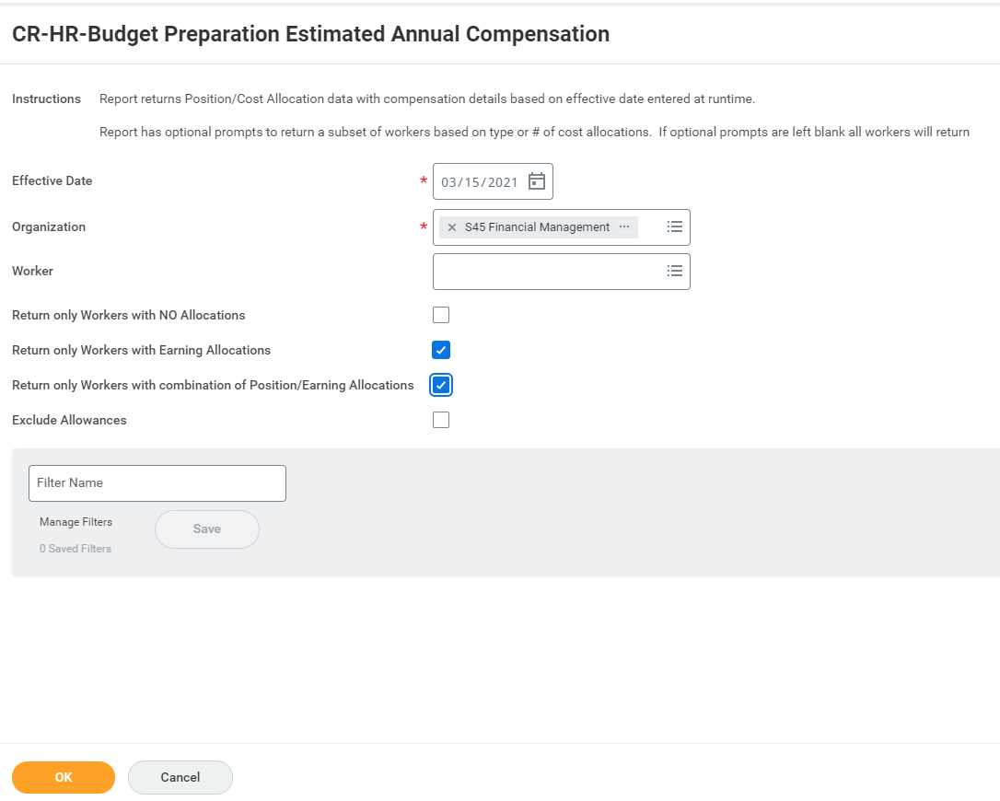 CR-HR-Budget Preparation Estimated Annual Compensation
Instructions Report returns Position/Cost Allocation data with compensation details based on effective date entered at runtime.
Report has optional prompts to return a subset of workers based on type or # of cost allocations.  If optional prompts are left blank all workers will return
Effective Date * 03/15/2021
Organization * × S45 Financial Management ···
Worker
Return only Workers with NO Allocations
Return only Workers with Earning Allocations
Return only Workers with combination of Position/Earning Allocations
Exclude Allowances
Filter Name
Manage Filters
Save
0 Saved Filters
OK Cancel